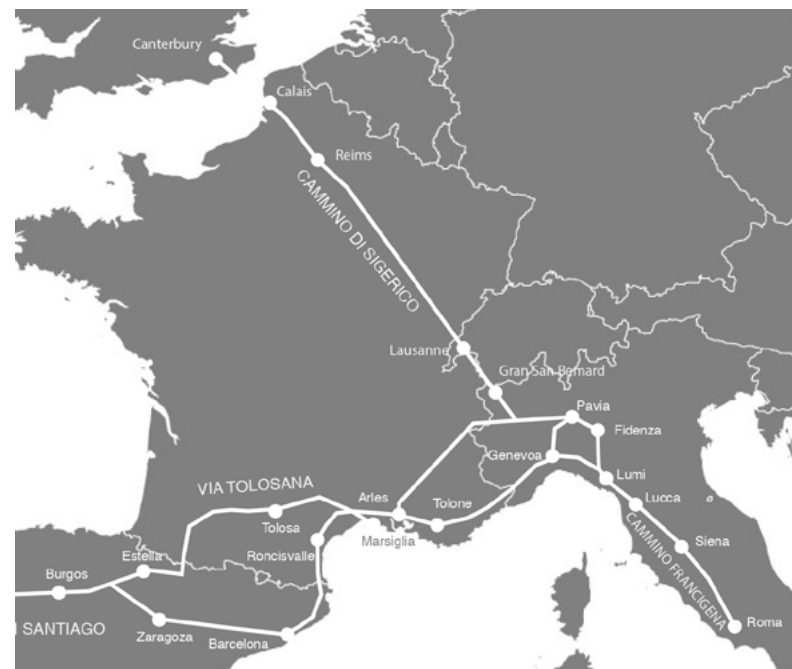 Canterbury
Calais
Reims
CAMMINO DI SIGERICO
Lausanne
Gran San Bernard
Pavia
Fidenza
Genevoa
Lumi
VIA TOLOSANA
Arles
Tolone
Lucca
Tolosa
Marsiglia
Siena
Roncisvalle
Estella
CAMMINO FRANCIGENA
Burgos
Roma
SANTIAGO
Zaragoza
Barcelona